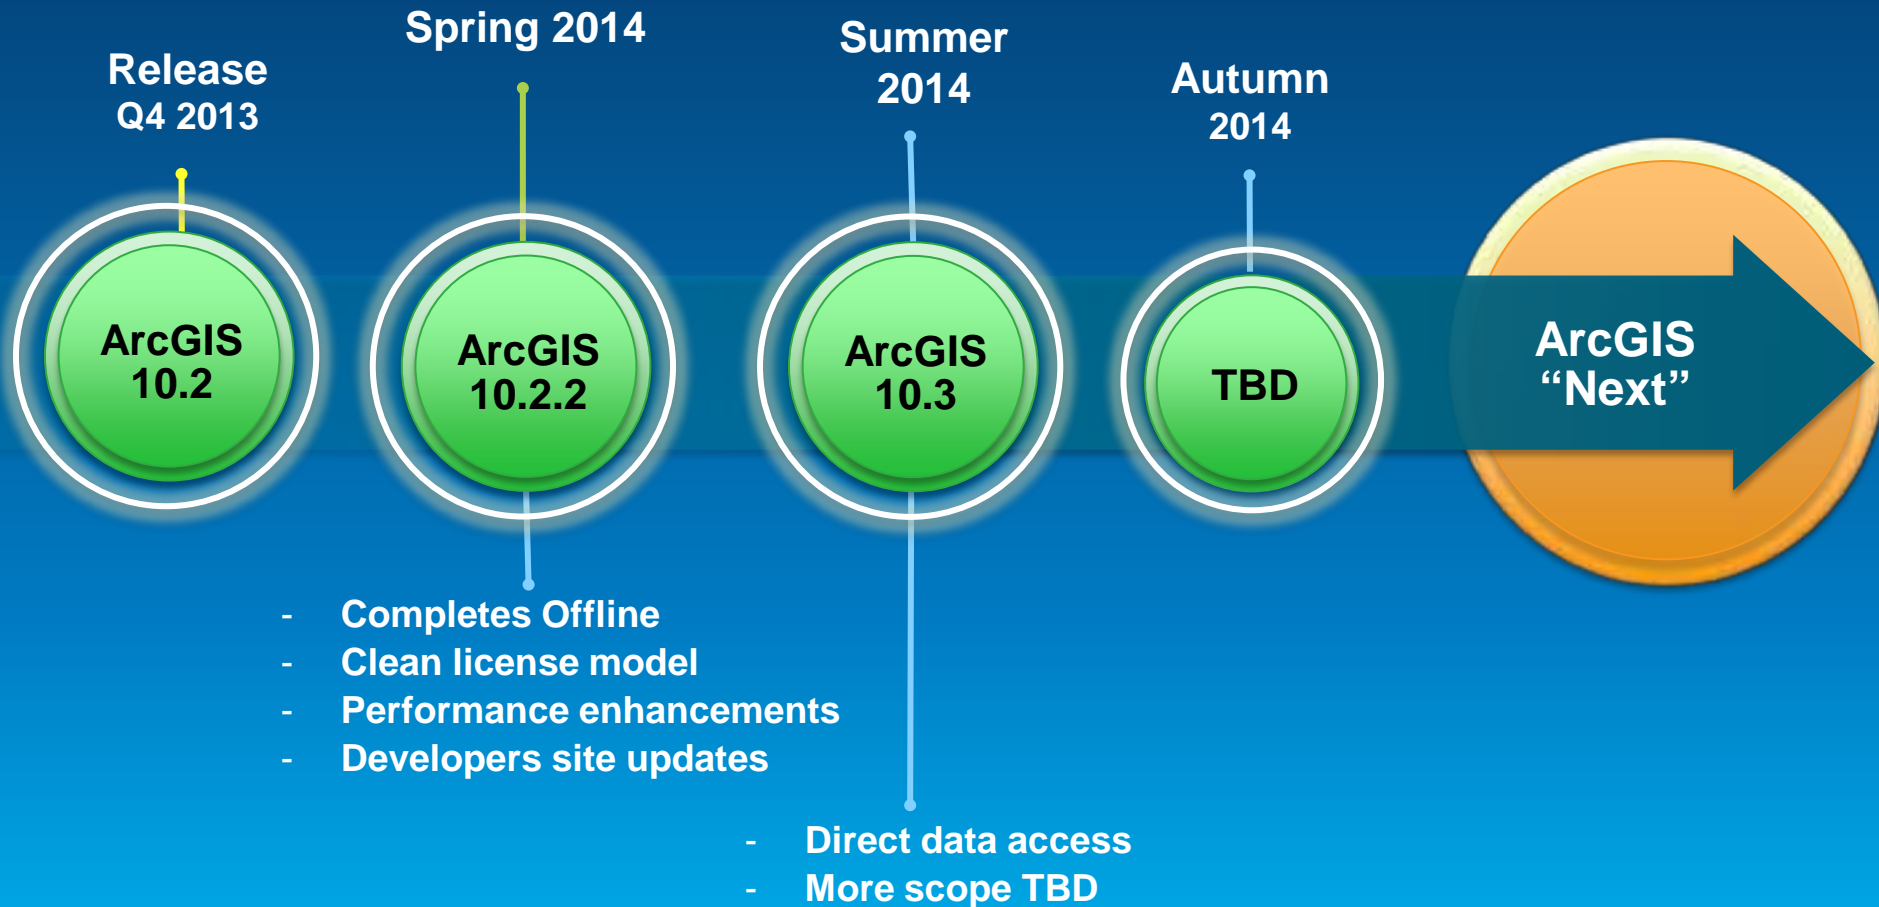 Release
Q4 2013
Spring 2014
Summer
2014
Autumn
2014
ArcGIS
10.2
ArcGIS
10.2.2
ArcGIS
10.3
TBD
ArcGIS
“Next”
- Completes Offline
- Clean license model
- Performance enhancements
- Developers site updates
- Direct data access
- More scope TBD